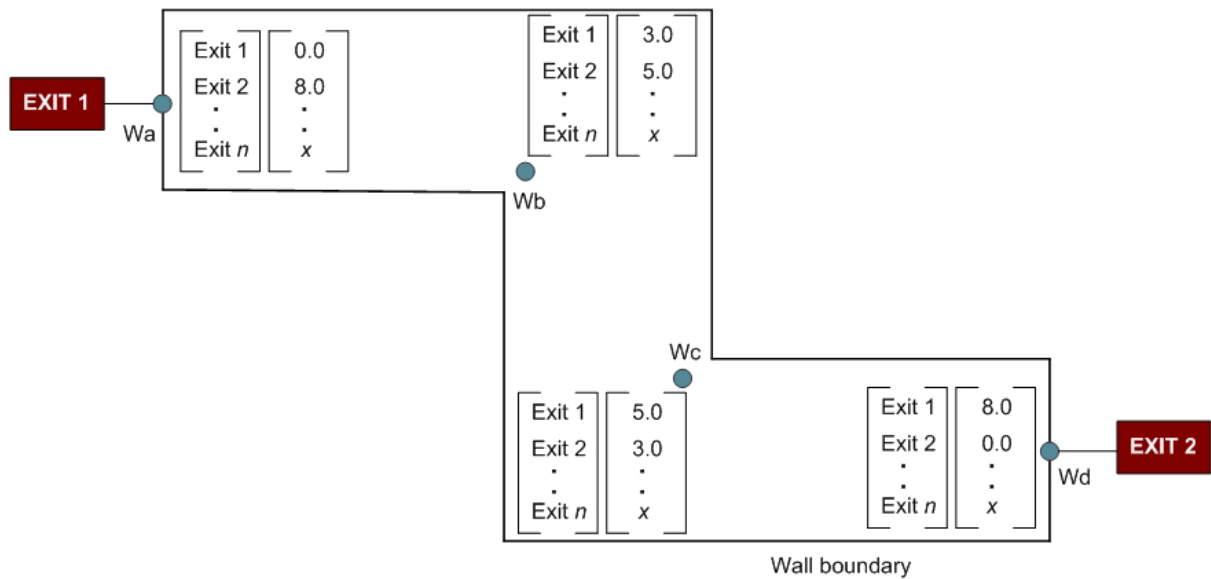 EXIT 1
Wa
Exit 1 0.0
Exit 2 8.0
. .
. .
Exit n x
Exit 1 3.0
Exit 2 5.0
. .
. .
Exit n x
Wb
Wc
Exit 1 5.0
Exit 2 3.0
. .
. .
Exit n x
Exit 1 8.0
Exit 2 0.0
. .
. .
Exit n x
EXIT 2
Wd
Wall boundary